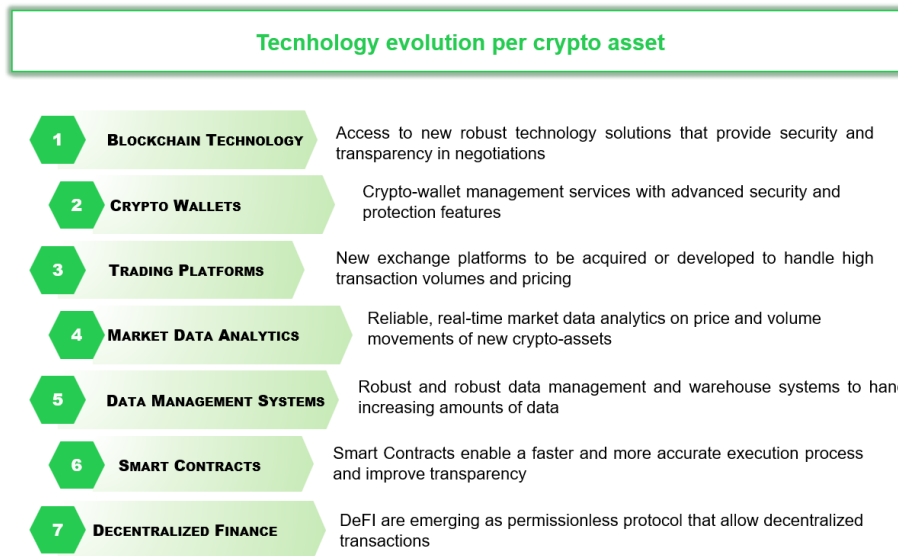 Tecnhology evolution per crypto asset
1 BLOCKCHAIN TECHNOLOGY
Access to new robust technology solutions that provide security and
transparency in negotiations
2 CRYPTO WALLETS
Crypto-wallet management services with advanced security and
protection features
3 TRADING PLATFORMS
New exchange platforms to be acquired or developed to handle high
transaction volumes and pricing
4 MARKET DATA ANALYTICS
Reliable, real-time market data analytics on price and volume
movements of new crypto-assets
5 DATA MANAGEMENT SYSTEMS
Robust and robust data management and warehouse systems to
increasing amounts of data
6 SMART CONTRACTS
Smart Contracts enable a faster and more accurate execution process
and improve transparency
7 DECENTRALIZED FINANCE
DeFI are emerging as permissionless protocol that allow decentralized
transactions